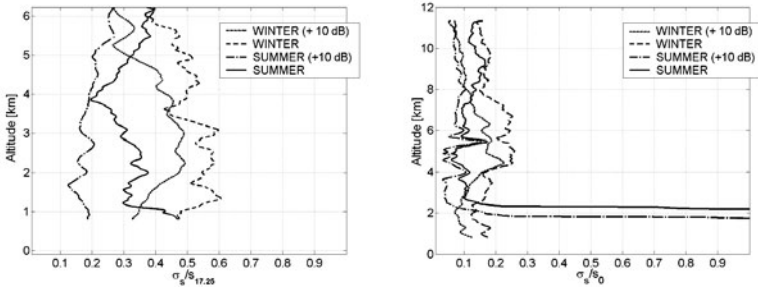 6
5
4
3
2
1
0
Altitude [km]
WINTER (+ 10 dB)
WINTER
SUMMER (+10 dB)
SUMMER
0.1 0.2 0.3 0.4 0.5 0.6 0.7 0.8 0.9
σs/s17.25
12
10
8
6
4
2
0
Altitude [km]
WINTER (+ 10 dB)
WINTER
SUMMER (+10 dB)
SUMMER
0.1 0.2 0.3 0.4 0.5 0.6 0.7 0.8 0.9
σs/s0